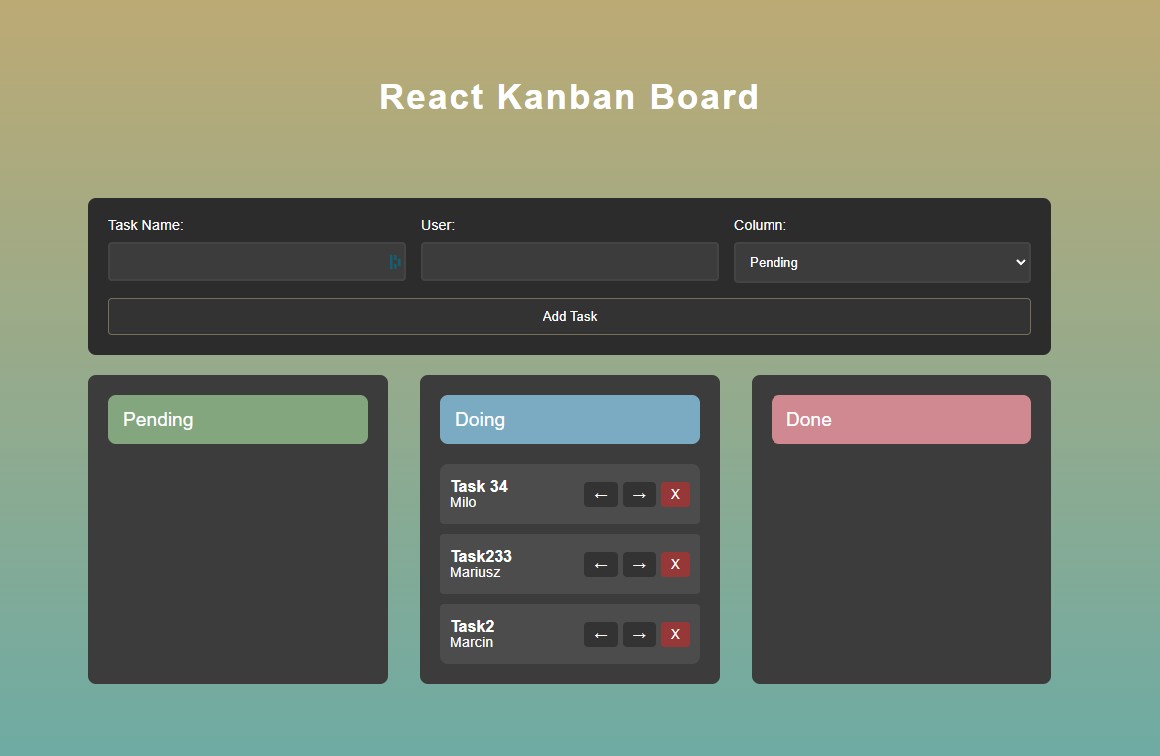 React Kanban Board
Task Name:
User:
Column:
Pending
Add Task
Pending
Doing
Done
Task 34
Milo
← → X
Task233
Mariusz
← → X
Task2
Marcin
← → X